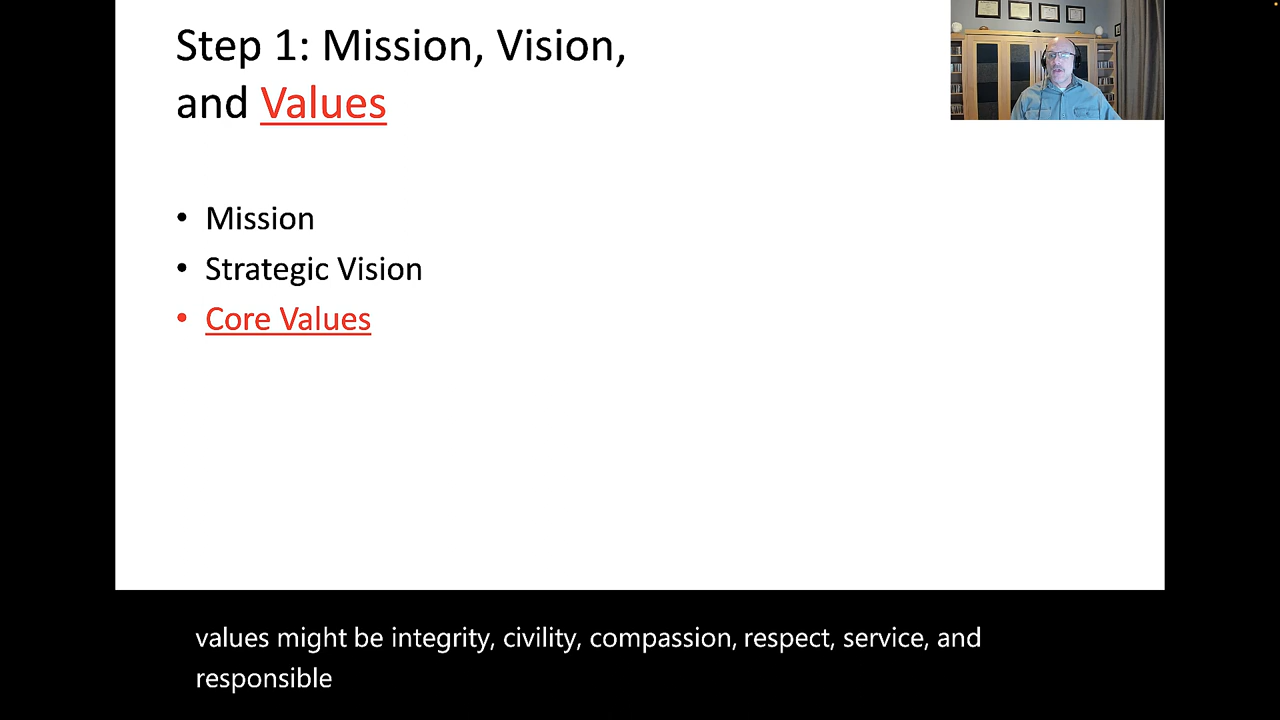 Step 1: Mission, Vision,
and Values
• Mission
• Strategic Vision
• Core Values
values might be integrity, civility, compassion, respect, service, and
responsible